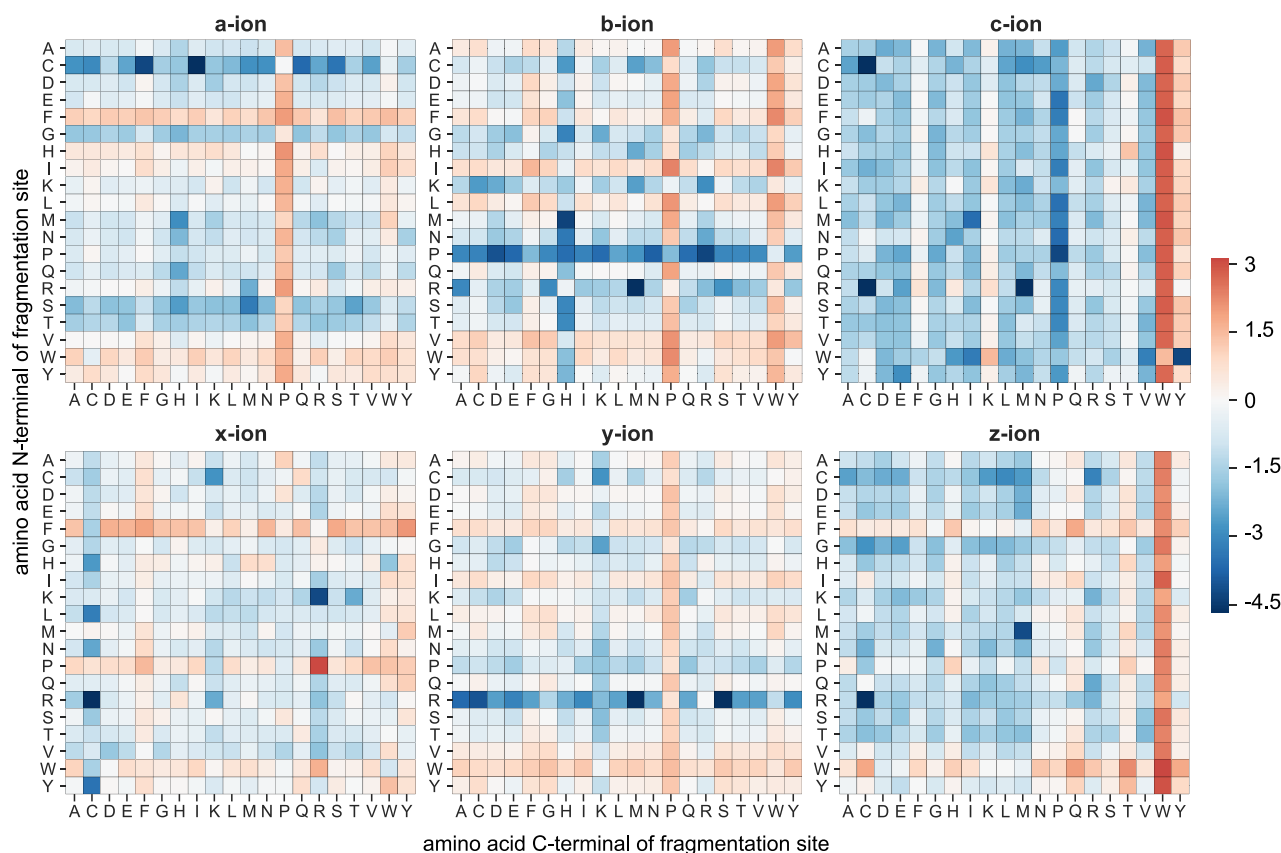 a-ion b-ion c-ion
A A A
C C C
D D D
E E E
F F F
G G G
H H H
I I I
K K K
L L L
M M M
N N N
P P P
Q Q Q
R R R
S S S
T T T
V V V
W W W
Y Y Y
A C D E F G H I K L M N P Q R S T V W Y A C D E F G H I K L M N P Q R S T V W Y A C D E F G H I K L M N P Q R S T V W Y
x-ion y-ion z-ion
A A A
C C C
D D D
E E E
F F F
G G G
H H H
I I I
K K K
L L L
M M M
N N N
P P P
Q Q Q
R R R
S S S
T T T
V V V
W W W
Y Y Y
A C D E F G H I K L M N P Q R S T V W Y A C D E F G H I K L M N P Q R S T V W Y A C D E F G H I K L M N P Q R S T V W Y
amino acid N-terminal of fragmentation site
amino acid C-terminal of fragmentation site
3
1.5
0
-1.5
-3
-4.5